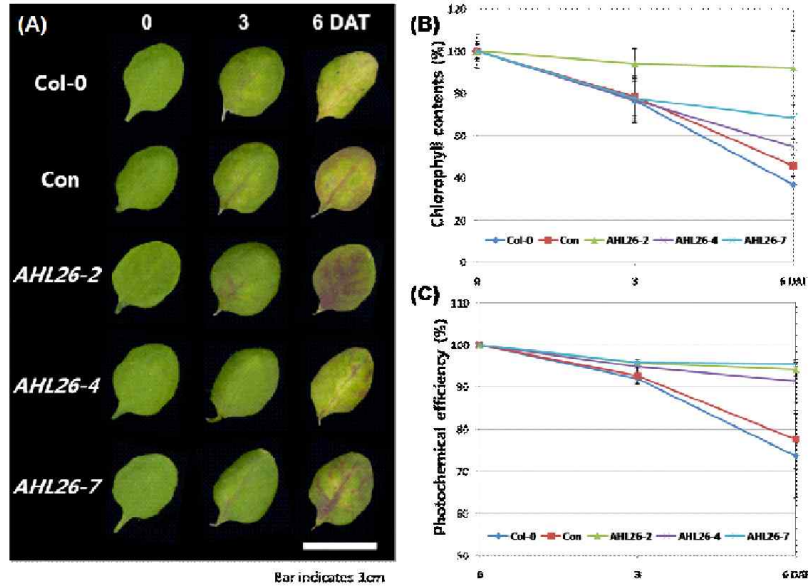 (A)
0 3 6 DAT
Col-0
Con
AHL26-2
AHL26-4
AHL26-7
Bar indicates 1cm
(B)
Chlorophyll contents (%)
120
100
80
60
40
20
0
Col-0 Con AHL26-2 AHL26-4 AHL26-7
0 3 6 DAT
(C)
Photochemical efficiency (%)
110
100
90
80
70
60
50
Col-0 Con AHL26-2 AHL26-4 AHL26-7
0 3 6 DAT